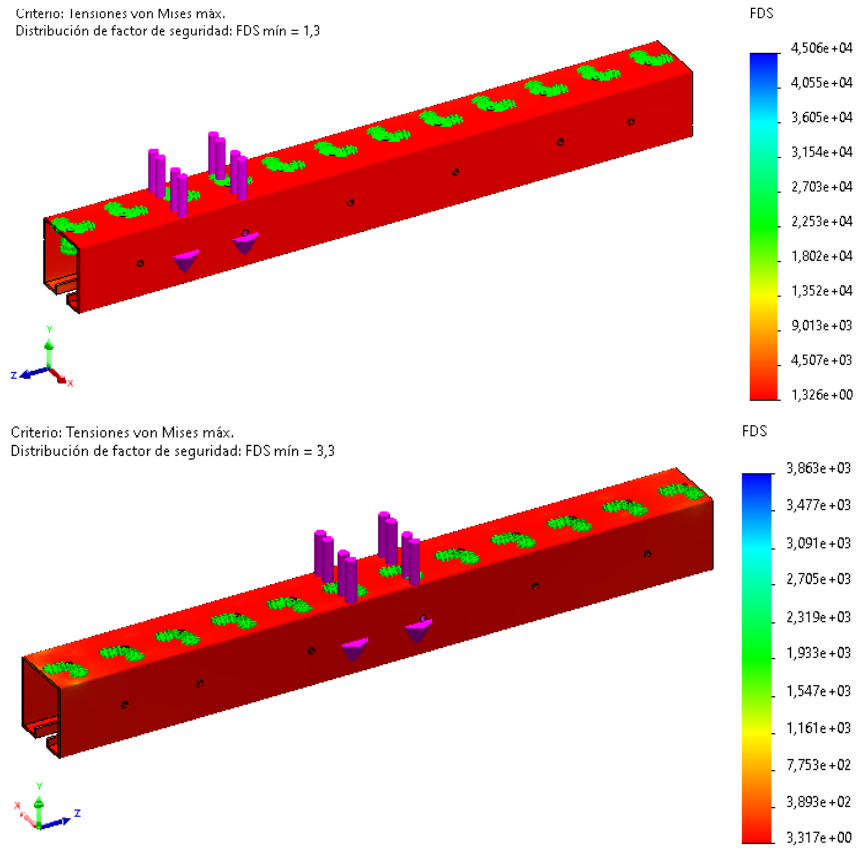 Criterio: Tensiones von Mises máx.
Distribución de factor de seguridad: FDS mín = 1,3
FDS
4,506e+04
4,055e+04
3,605e+04
3,154e+04
2,703e+04
2,253e+04
1,802e+04
1,352e+04
9,013e+03
4,507e+03
1,326e+00
Y
Z
X
Criterio: Tensiones von Mises máx.
Distribución de factor de seguridad: FDS mín = 3,3
FDS
3,863e+03
3,477e+03
3,091e+03
2,705e+03
2,319e+03
1,933e+03
1,547e+03
1,161e+03
7,753e+02
3,893e+02
3,317e+00
Y
X
Z